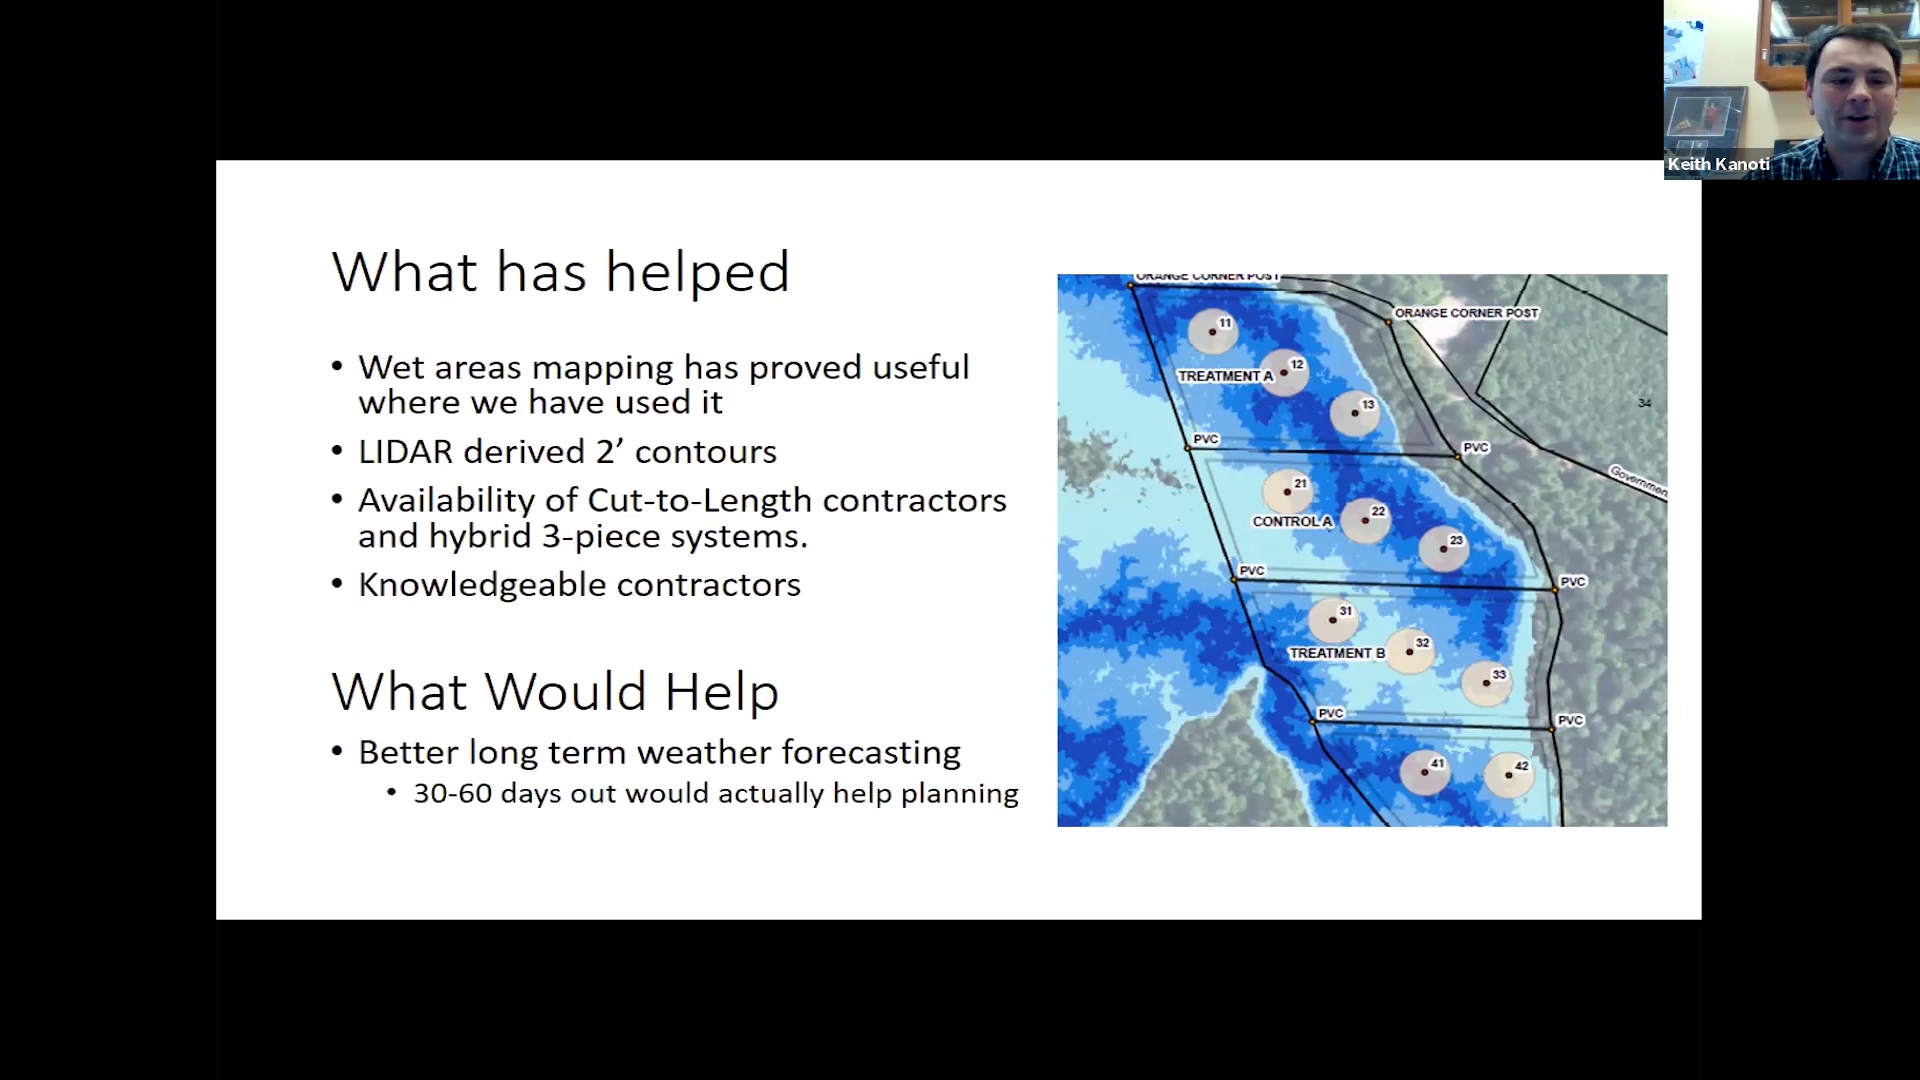 Keith Kanoti
What has helped
• Wet areas mapping has proved useful
where we have used it
• LIDAR derived 2’ contours
• Availability of Cut-to-Length contractors
and hybrid 3-piece systems.
• Knowledgeable contractors
What Would Help
• Better long term weather forecasting
• 30-60 days out would actually help planning
ORANGE CORNER POST
ORANGE CORNER POST
11
12
TREATMENT A
13
34
PVC
PVC
Governmen
21
22
CONTROL A
23
PVC
PVC
31
32
TREATMENT B
33
PVC
PVC
41
42